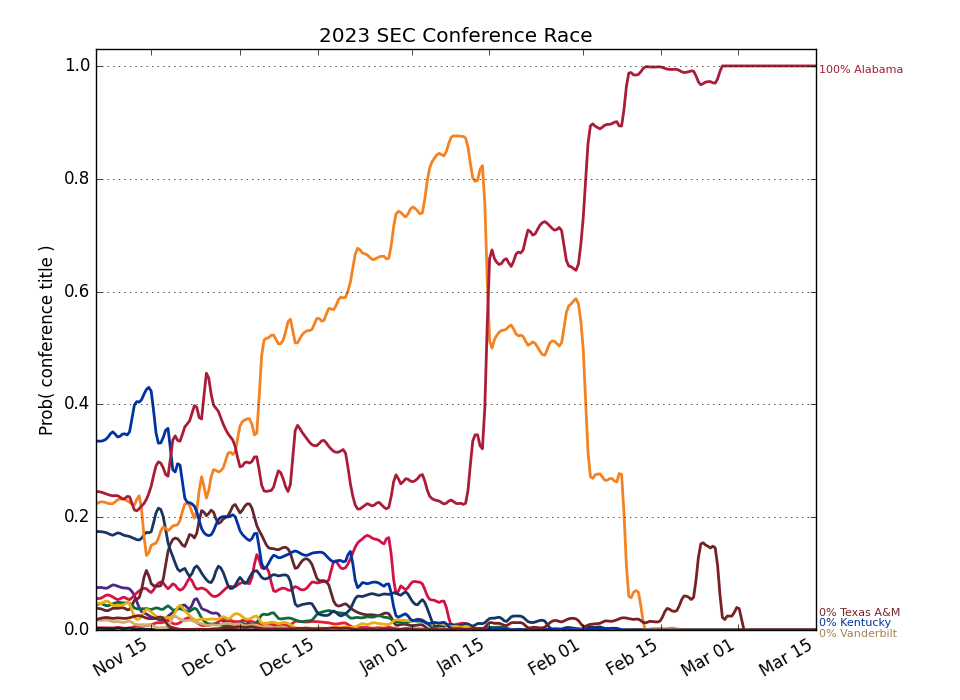 2023 SEC Conference Race
Prob( conference title )
1.0
0.8
0.6
0.4
0.2
0.0
100% Alabama
0% Texas A&M
0% Kentucky
0% Vanderbilt
Nov 15
Dec 01
Dec 15
Jan 01
Jan 15
Feb 01
Feb 15
Mar 01
Mar 15